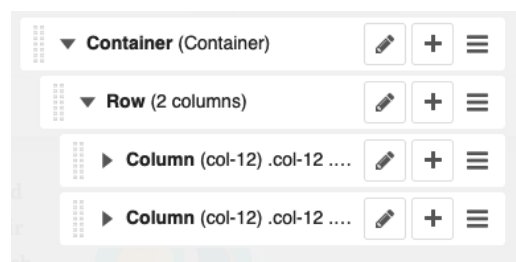 Container (Container)
Row (2 columns)
Column (col-12) .col-12 ....
Column (col-12) .col-12 ....